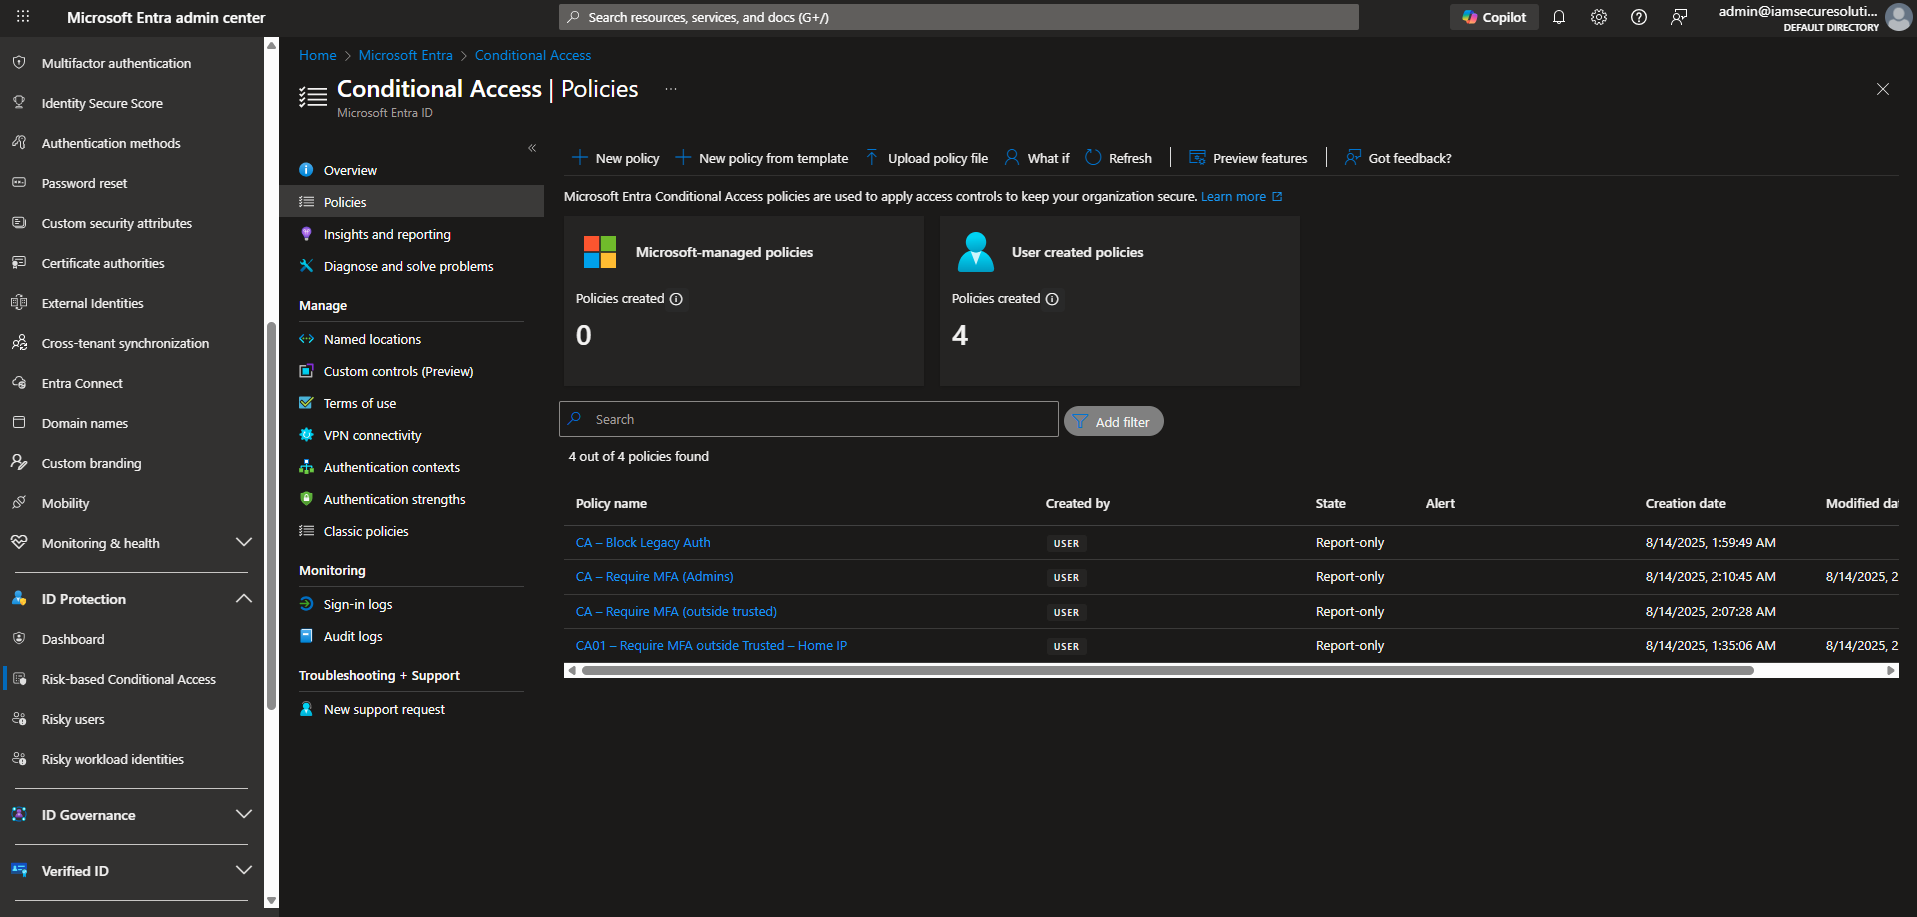 Microsoft Entra admin center
Search resources, services, and docs (G+/)
Copilot
admin@iamsecuresoluti...
DEFAULT DIRECTORY
Multifactor authentication
Identity Secure Score
Authentication methods
Password reset
Custom security attributes
Certificate authorities
External Identities
Cross-tenant synchronization
Entra Connect
Domain names
Custom branding
Mobility
Monitoring & health
ID Protection
Dashboard
Risk-based Conditional Access
Risky users
Risky workload identities
ID Governance
Verified ID
Home > Microsoft Entra > Conditional Access
Conditional Access | Policies ...
Microsoft Entra ID
«
Overview
Policies
Insights and reporting
Diagnose and solve problems
Manage
Named locations
Custom controls (Preview)
Terms of use
VPN connectivity
Authentication contexts
Authentication strengths
Classic policies
Monitoring
Sign-in logs
Audit logs
Troubleshooting + Support
New support request
New policy New policy from template Upload policy file What if Refresh Preview features Got feedback?
Microsoft Entra Conditional Access policies are used to apply access controls to keep your organization secure. Learn more
Microsoft-managed policies
Policies created
0
User created policies
Policies created
4
Search
Add filter
4 out of 4 policies found
Policy name Created by State Alert Creation date Modified dat
CA – Block Legacy Auth USER Report-only 8/14/2025, 1:59:49 AM
CA – Require MFA (Admins) USER Report-only 8/14/2025, 2:10:45 AM 8/14/2025, 2
CA – Require MFA (outside trusted) USER Report-only 8/14/2025, 2:07:28 AM
CA01 – Require MFA outside Trusted – Home IP USER Report-only 8/14/2025, 1:35:06 AM 8/14/2025, 2